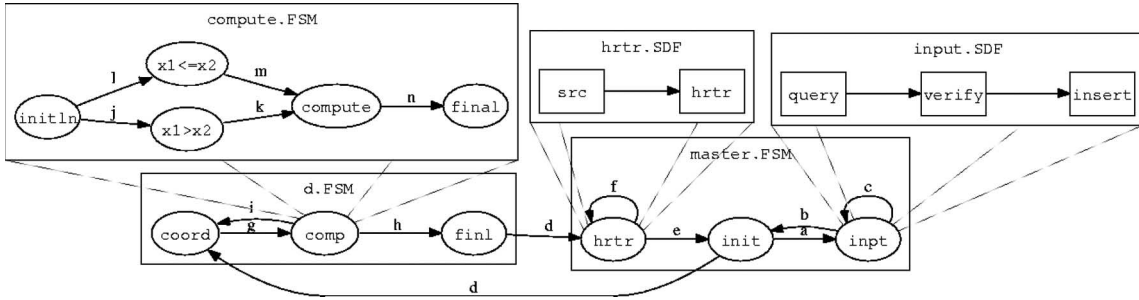 compute.FSM
l
x1<=x2
m
initln
compute
n
final
j
x1>x2
k
hrtr.SDF
src
hrtr
input.SDF
query
verify
insert
d.FSM
coord
i
g
comp
h
finl
d
master.FSM
f
hrtr
e
init
b
a
c
inpt
d